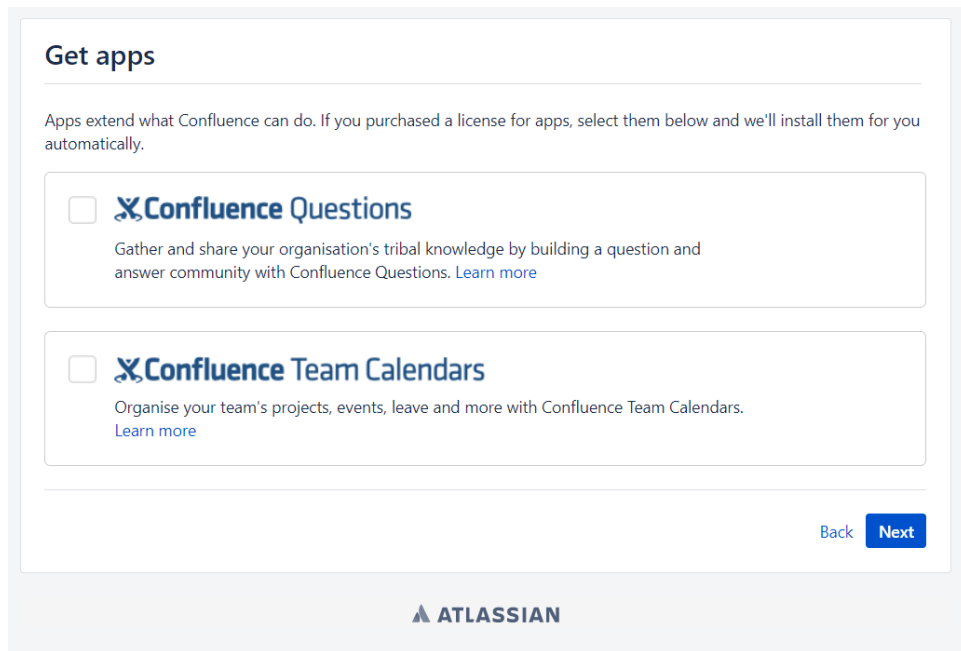 Get apps
Apps extend what Confluence can do. If you purchased a license for apps, select them below and we'll install them for you
automatically.
Confluence Questions
Gather and share your organisation's tribal knowledge by building a question and
answer community with Confluence Questions. Learn more
Confluence Team Calendars
Organise your team's projects, events, leave and more with Confluence Team Calendars.
Learn more
Back Next
ATLASSIAN